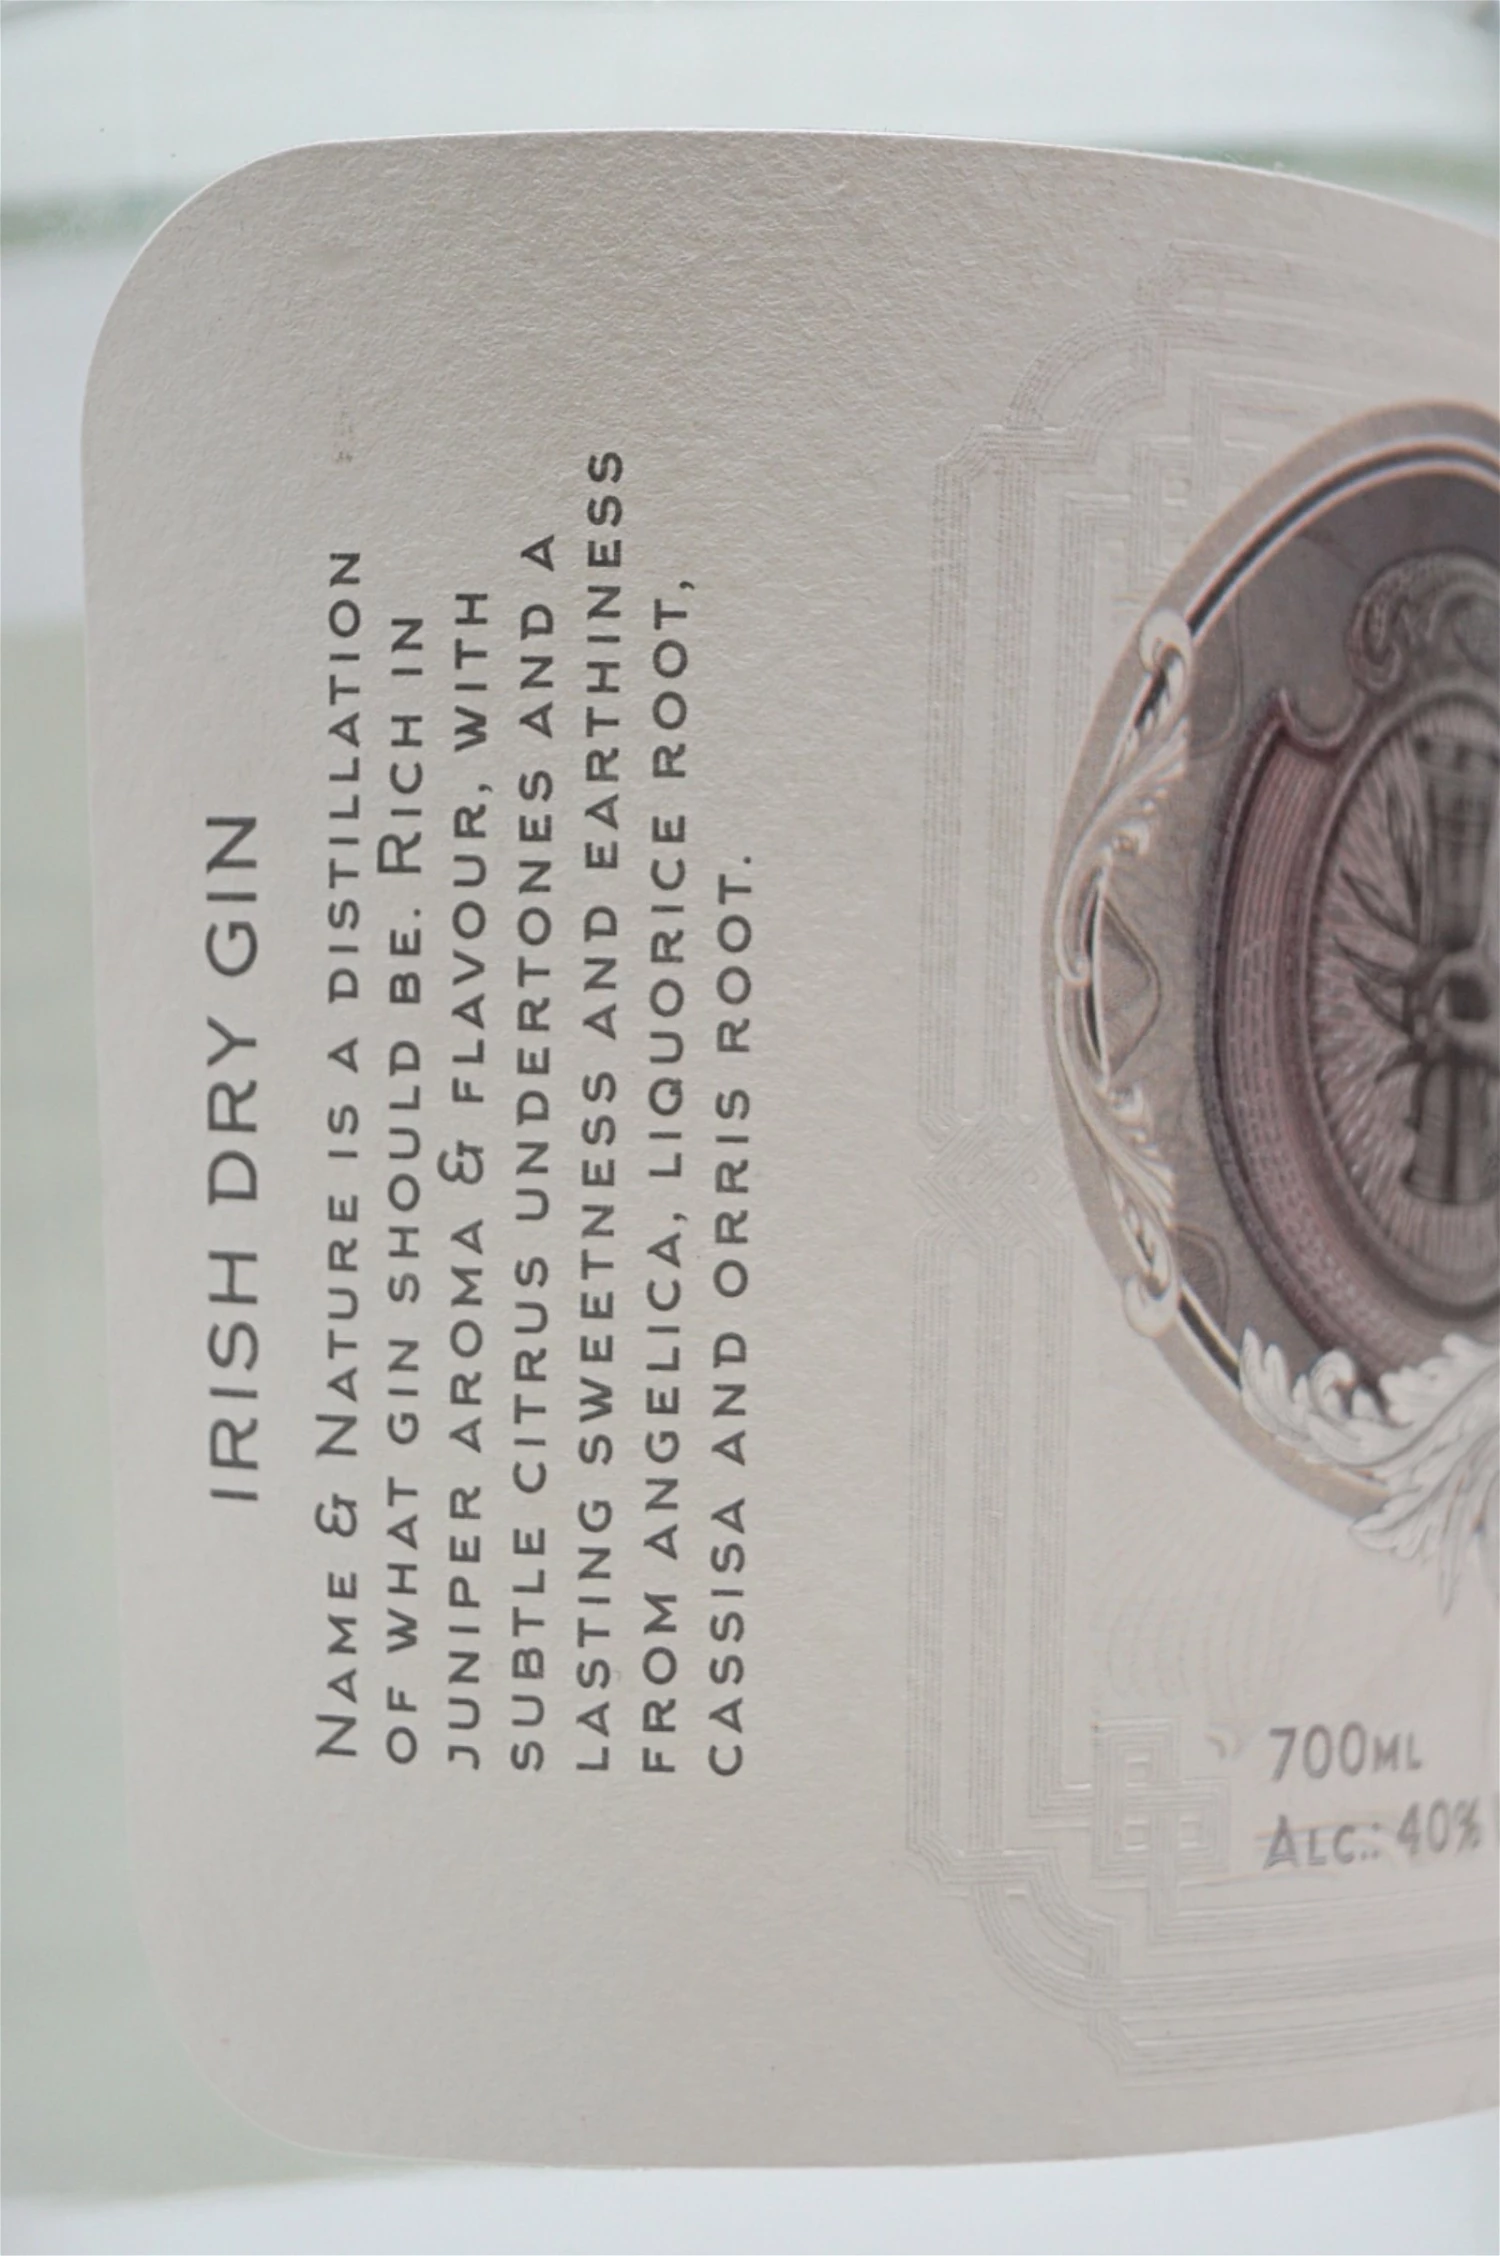 IRISH DRY GIN
NAME & NATURE IS A DISTILLATION
OF WHAT GIN SHOULD BE. RICH IN
JUNIPER AROMA & FLAVOUR, WITH
SUBTLE CITRUS UNDERTONES AND A
LASTING SWEETNESS AND EARTHINESS
FROM ANGELICA, LIQUORICE ROOT,
CASSISA AND ORRIS ROOT.
700ML
ALC.: 40%